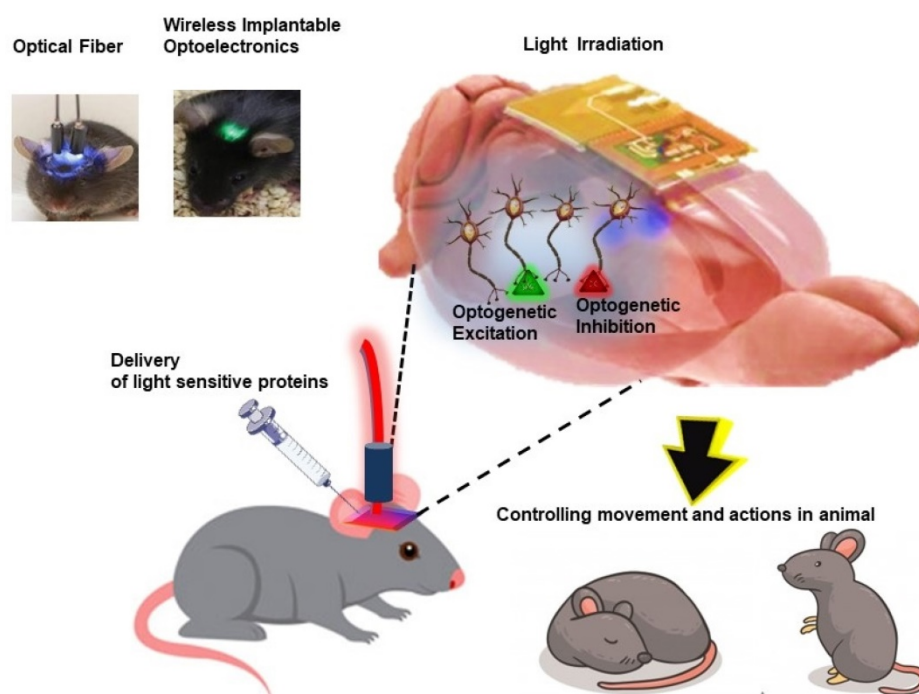 Optical Fiber
Wireless Implantable
Optoelectronics
Light Irradiation
Optogenetic
Excitation
Optogenetic
Inhibition
Delivery
of light sensitive proteins
Controlling movement and actions in animal